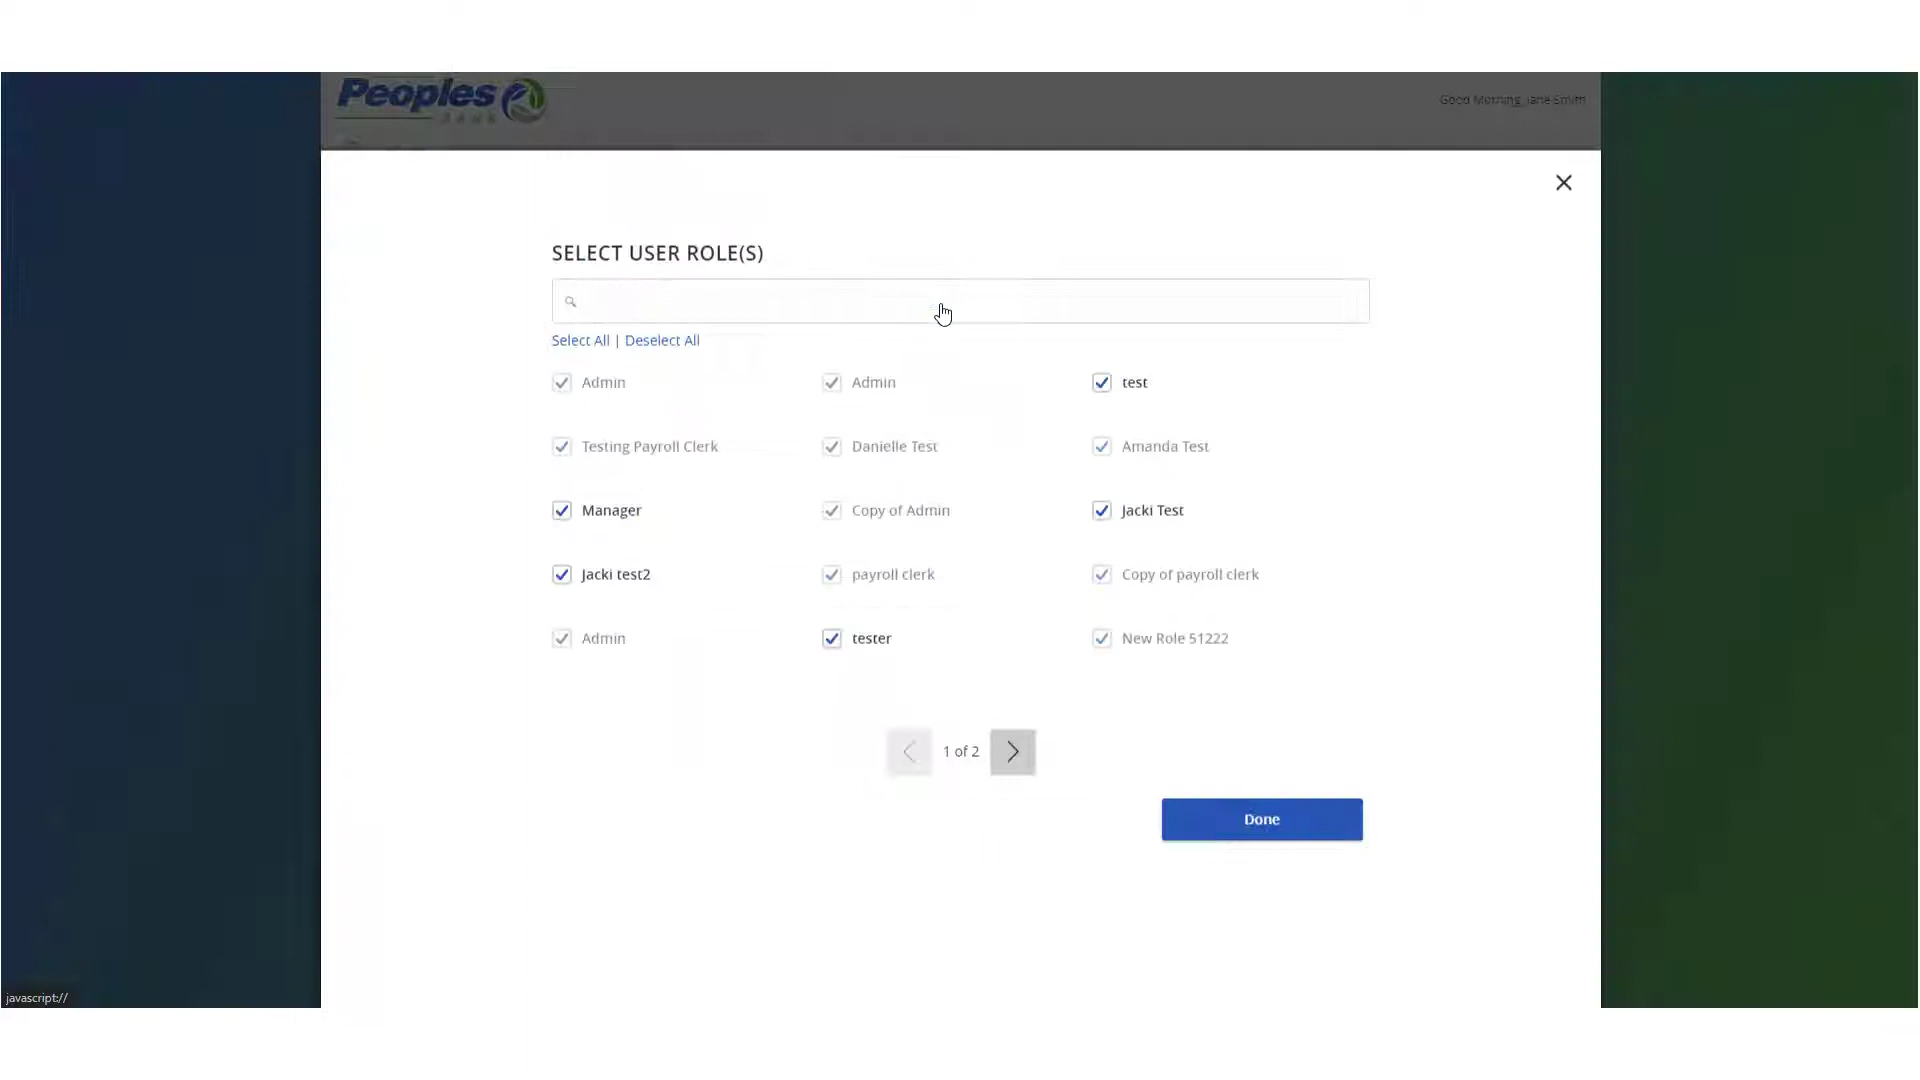 Peoples
BANK
Good Morning, Jane Smith
SELECT USER ROLE(S)
Select All | Deselect All
Admin
Admin
test
Testing Payroll Clerk
Danielle Test
Amanda Test
Manager
Copy of Admin
Jacki Test
Jacki test2
payroll clerk
Copy of payroll clerk
Admin
tester
New Role 51222
1 of 2
Done
javascript://